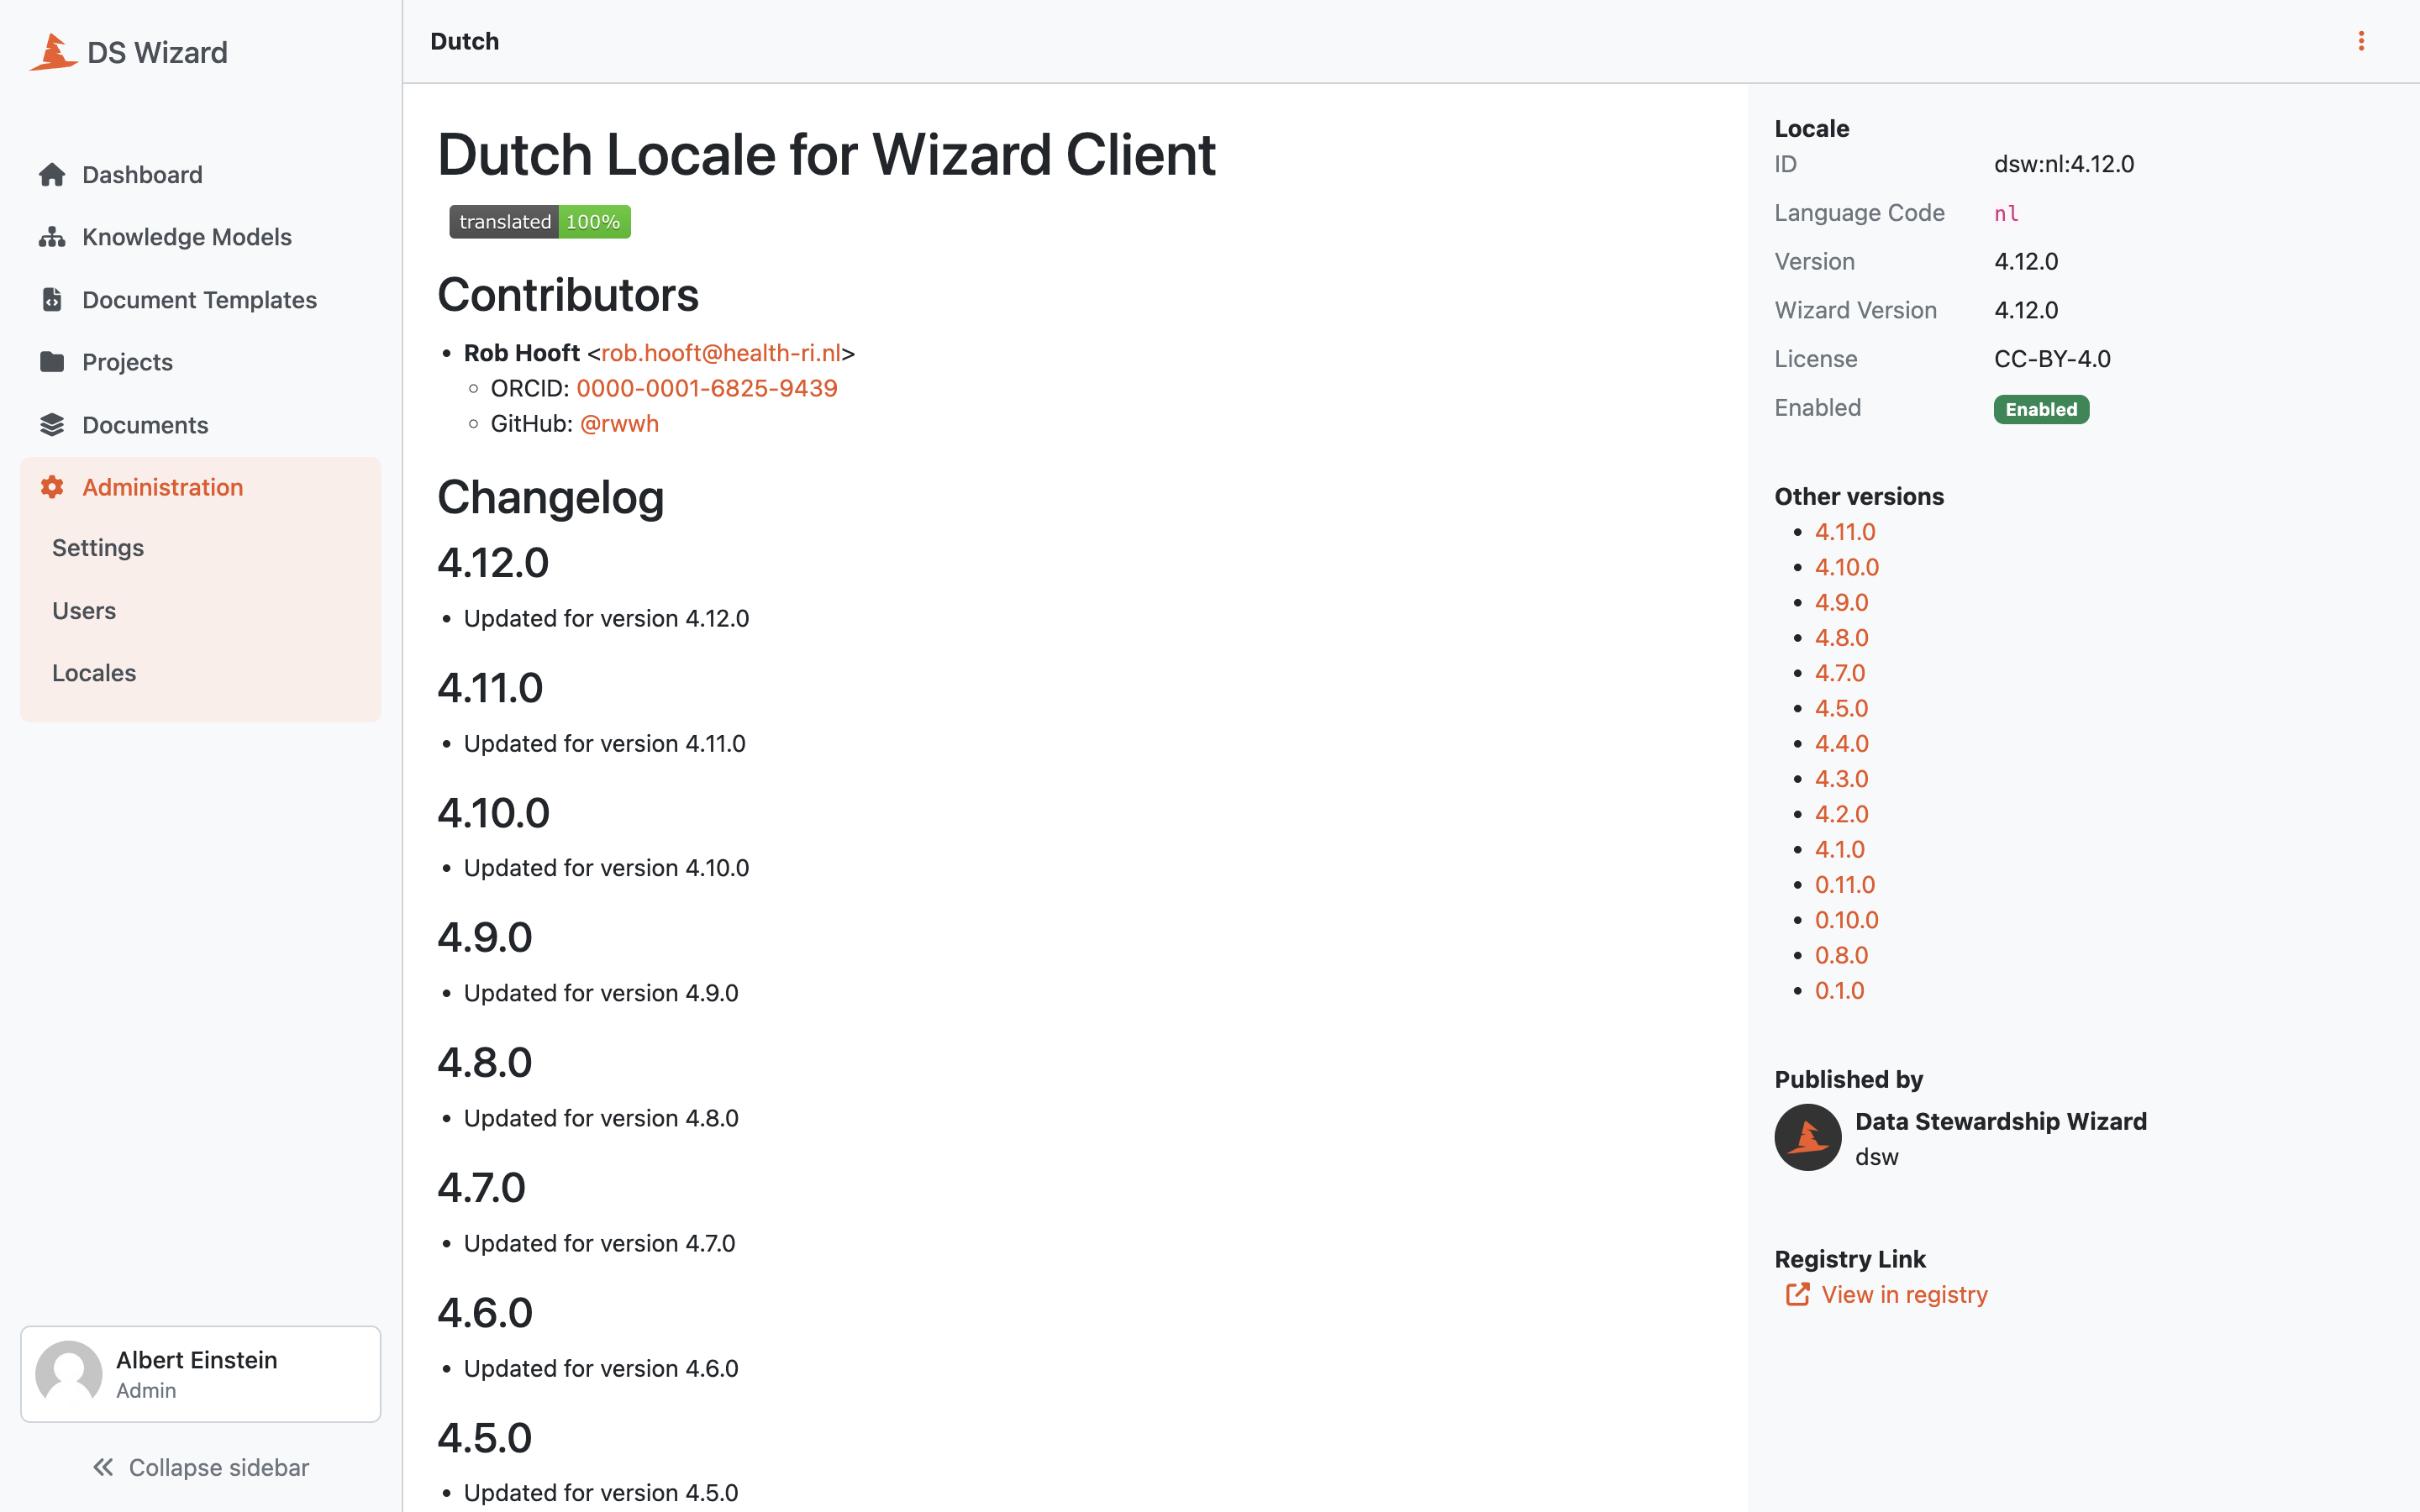 DS Wizard
Dashboard
Knowledge Models
Document Templates
Projects
Documents
Administration
Settings
Users
Locales
Albert Einstein
Admin
Collapse sidebar
Dutch
Dutch Locale for Wizard Client
translated 100%
Contributors
• Rob Hooft <rob.hooft@health-ri.nl>
◦ ORCID: 0000-0001-6825-9439
◦ GitHub: @rwwh
Changelog
4.12.0
• Updated for version 4.12.0
4.11.0
• Updated for version 4.11.0
4.10.0
• Updated for version 4.10.0
4.9.0
• Updated for version 4.9.0
4.8.0
• Updated for version 4.8.0
4.7.0
• Updated for version 4.7.0
4.6.0
• Updated for version 4.6.0
4.5.0
• Updated for version 4.5.0
Locale
ID dsw:nl:4.12.0
Language Code nl
Version 4.12.0
Wizard Version 4.12.0
License CC-BY-4.0
Enabled Enabled
Other versions
• 4.11.0
• 4.10.0
• 4.9.0
• 4.8.0
• 4.7.0
• 4.5.0
• 4.4.0
• 4.3.0
• 4.2.0
• 4.1.0
• 0.11.0
• 0.10.0
• 0.8.0
• 0.1.0
Published by
Data Stewardship Wizard
dsw
Registry Link
View in registry